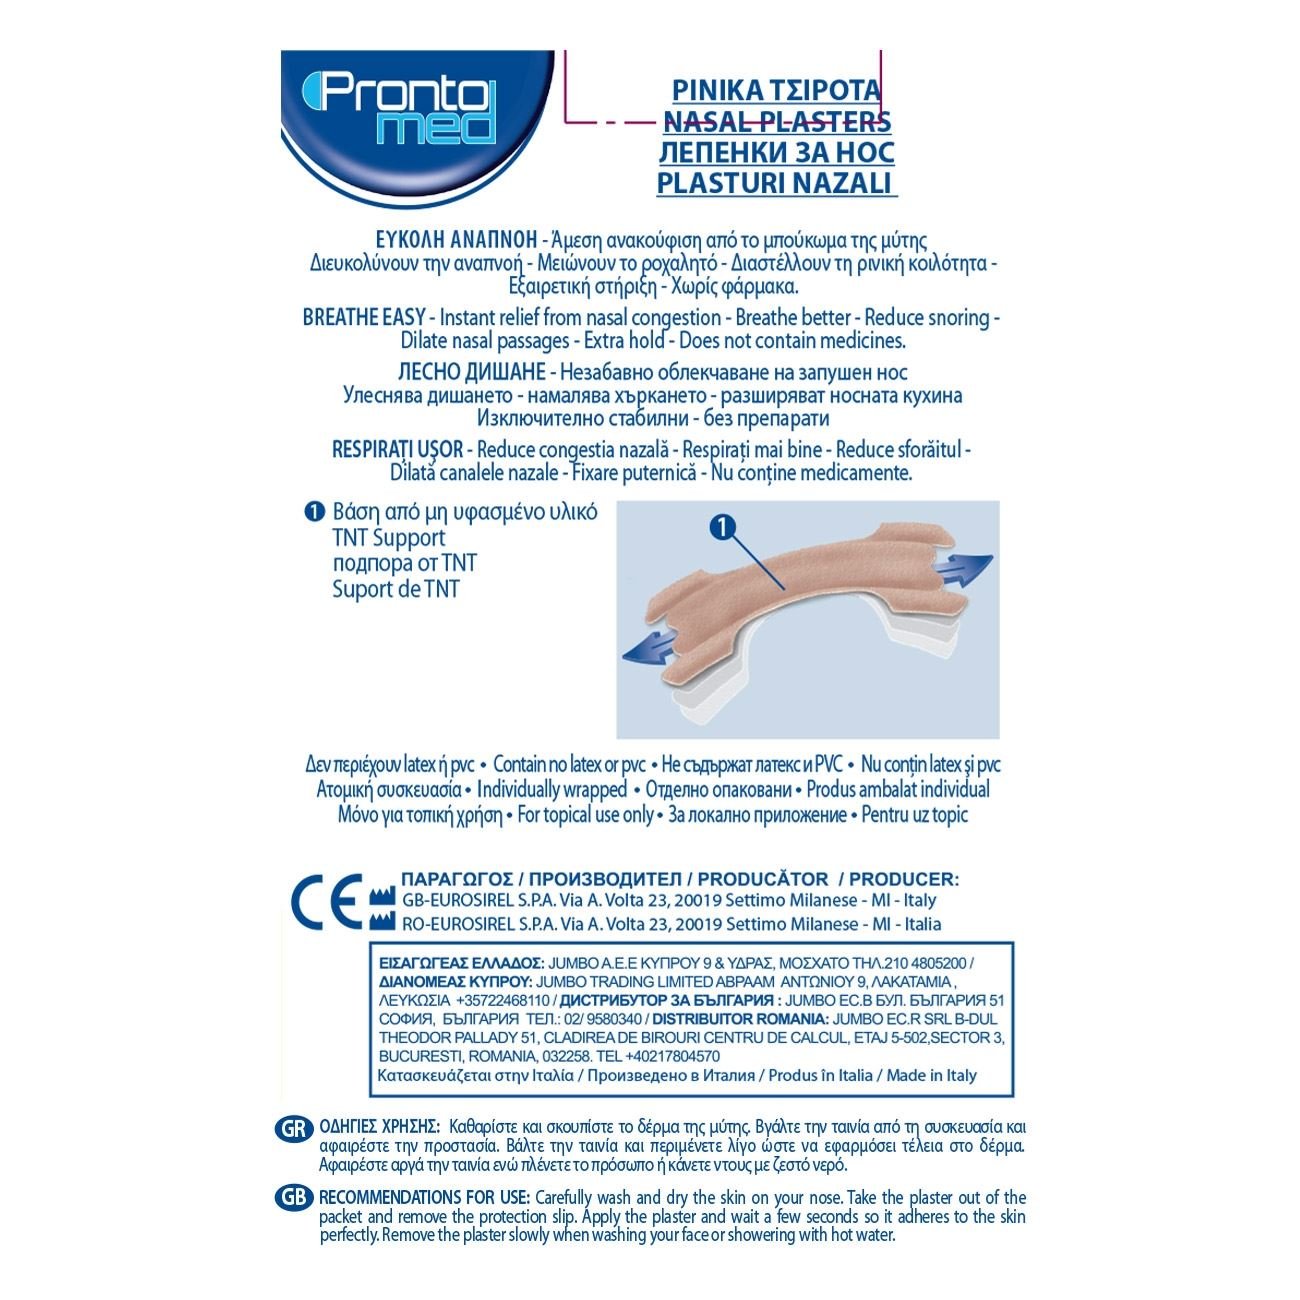 Pronto
med
ΡΙΝΙΚΑ ΤΣΙΡΟΤΑ
NASAL PLASTERS
ЛЕПЕНКИ ЗА НОС
PLASTURI NAZALI
ΕΥΚΟΛΗ ΑΝΑΠΝΟΗ - Άμεση ανακούφιση από το μπούκωμα της μύτης
Διευκολύνουν την αναπνοή - Μειώνουν το ροχαλητό - Διαστέλλουν τη ρινική κοιλότητα -
Εξαιρετική στήριξη - Χωρίς φάρμακα.
BREATHE EASY - Instant relief from nasal congestion - Breathe better - Reduce snoring -
Dilate nasal passages - Extra hold - Does not contain medicines.
ЛЕСНО ДИШАНЕ - Незабавно облекчаване на запушен нос
Улеснява дишането - намалява хъркането - разширяват носната кухина
Изключително стабилни - без препарати
RESPIRAȚI UȘOR - Reduce congestia nazală - Respirați mai bine - Reduce sforăitul -
Dilată canalele nazale - Fixare puternică - Nu conține medicamente.
1 Βάση από μη υφασμένο υλικό
TNT Support
подпора от TNT
Suport de TNT
1
Δεν περιέχουν latex ή pvc • Contain no latex or pvc • Не съдържат латекс и PVC • Nu conțin latex și pvc
Ατομική συσκευασία • Individually wrapped • Отделно опаковани • Produs ambalat individual
Μόνο για τοπική χρήση • For topical use only • За локално приложение • Pentru uz topic
CE
ΠΑΡΑΓΩΓΟΣ / ПРОИЗВОДИТЕЛ / PRODUCĂTOR / PRODUCER:
GB-EUROSIREL S.P.A. Via A. Volta 23, 20019 Settimo Milanese - MI - Italy
RO-EUROSIREL S.P.A. Via A. Volta 23, 20019 Settimo Milanese - MI - Italia
ΕΙΣΑΓΩΓΕΑΣ ΕΛΛΑΔΟΣ: JUMBO A.E.E ΚΥΠΡΟΥ 9 & ΥΔΡΑΣ, ΜΟΣΧΑΤΟ ΤΗΛ.210 4805200 /
ΔΙΑΝΟΜΕΑΣ ΚΥΠΡΟΥ: JUMBO TRADING LIMITED ΑΒΡΑΑΜ ΑΝΤΩΝΙΟΥ 9, ΛΑΚΑΤΑΜΙΑ ,
ΛΕΥΚΩΣΙΑ +35722468110 / ДИСТРИБУТОР ЗА БЪЛГАРИЯ : JUMBO EC.B БУЛ. БЪЛГАРИЯ 51
СОФИЯ, БЪЛГАРИЯ ТЕЛ.: 02/ 9580340 / DISTRIBUITOR ROMANIA: JUMBO EC.R SRL B-DUL
THEODOR PALLADY 51, CLADIREA DE BIROURI CENTRU DE CALCUL, ETAJ 5-502,SECTOR 3,
BUCURESTI, ROMANIA, 032258. TEL +40217804570
Κατασκευάζεται στην Ιταλία / Произведено в Италия / Produs în Italia / Made in Italy
GR ΟΔΗΓΙΕΣ ΧΡΗΣΗΣ: Καθαρίστε και σκουπίστε το δέρμα της μύτης. Βγάλτε την ταινία από τη συσκευασία και
αφαιρέστε την προστασία. Βάλτε την ταινία και περιμένετε λίγο ώστε να εφαρμόσει τέλεια στο δέρμα.
Αφαιρέστε αργά την ταινία ενώ πλένετε το πρόσωπο ή κάνετε ντους με ζεστό νερό.
GB RECOMMENDATIONS FOR USE: Carefully wash and dry the skin on your nose. Take the plaster out of the
packet and remove the protection slip. Apply the plaster and wait a few seconds so it adheres to the skin
perfectly. Remove the plaster slowly when washing your face or showering with hot water.